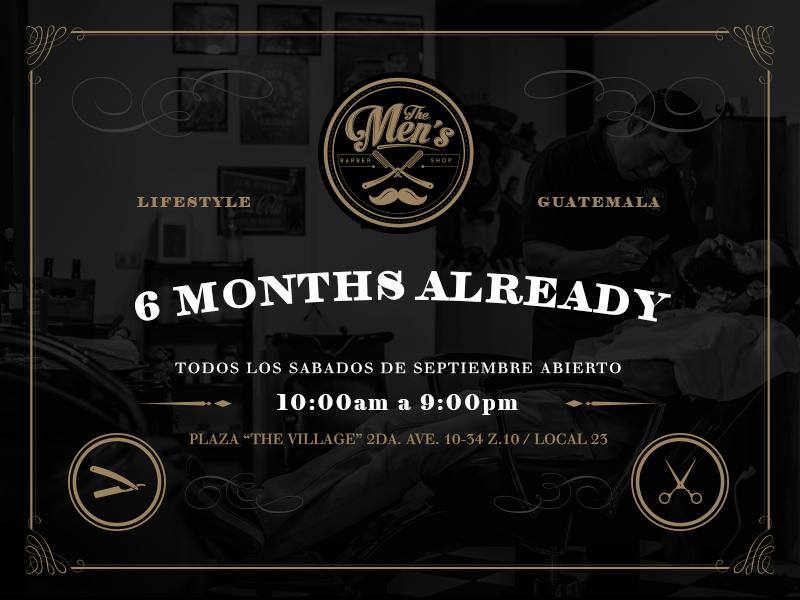 The
Men's
BARBER SHOP
LIFESTYLE
GUATEMALA
6 MONTHS ALREADY
TODOS LOS SABADOS DE SEPTIEMBRE ABIERTO
10:00am a 9:00pm
PLAZA “THE VILLAGE” 2DA. AVE. 10-34 Z.10 / LOCAL 23